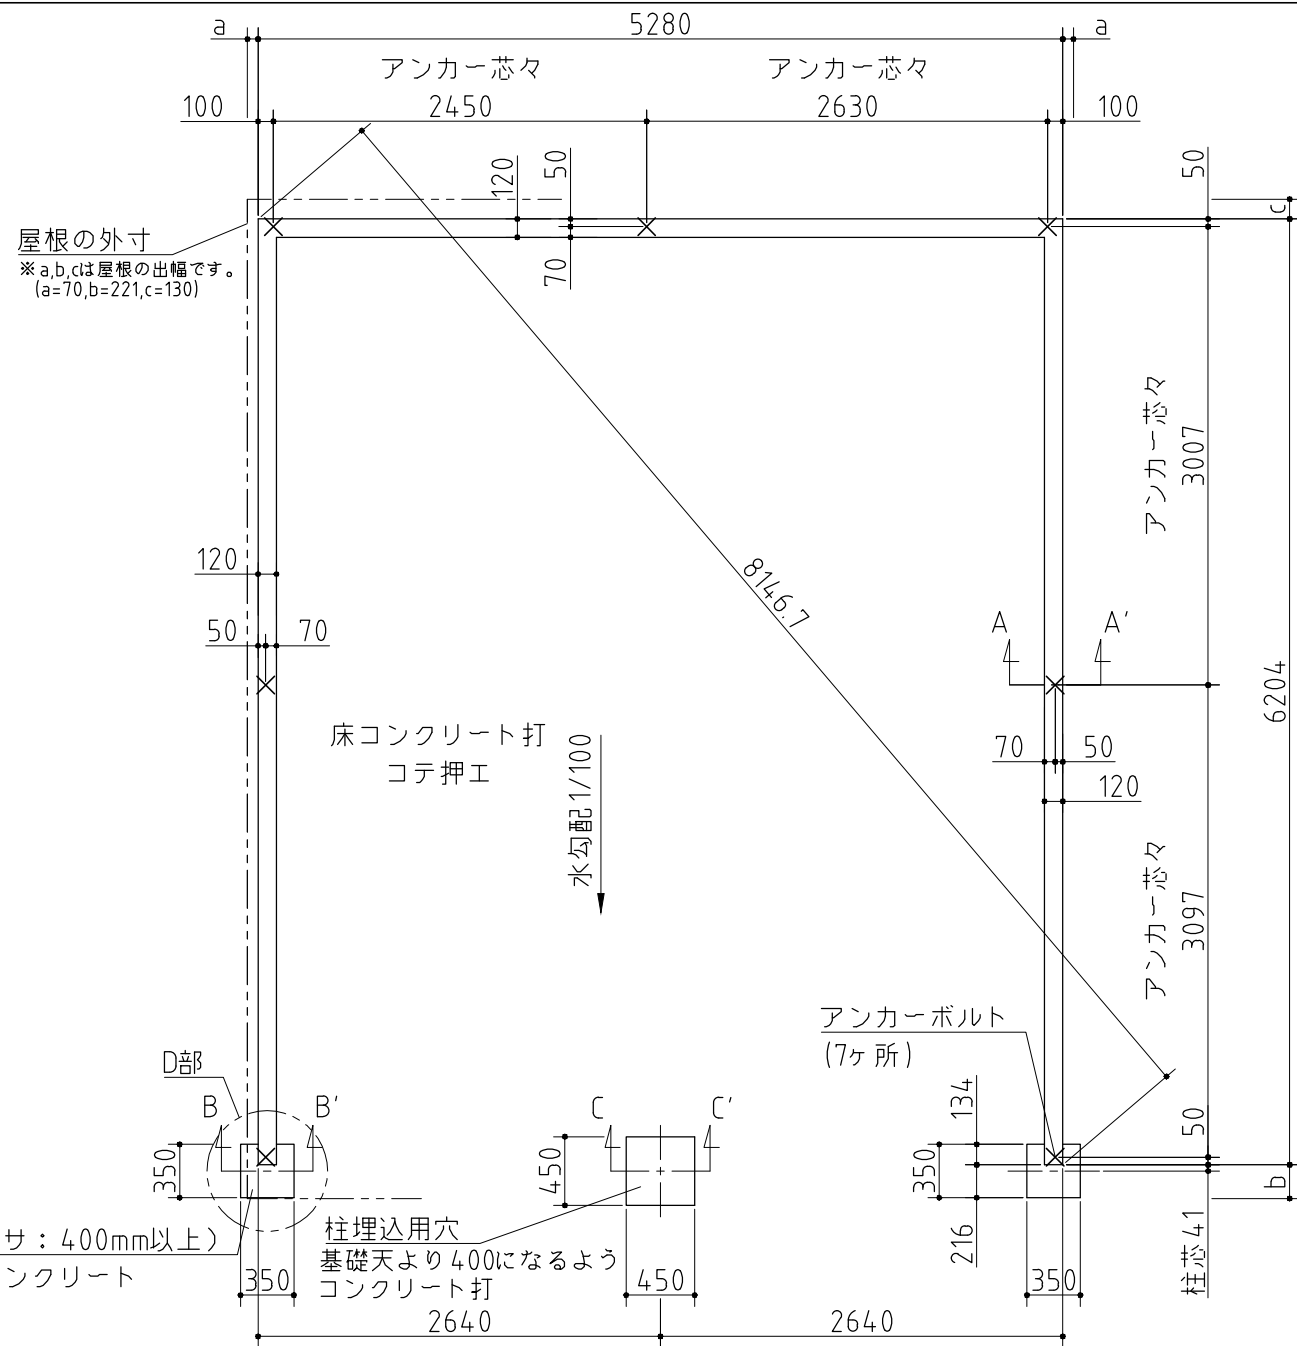 a
5280
a
アンカー芯々
アンカー芯々
100
2450
2630
100
120
50
50
c
屋根の外寸
※a,b,cは屋根の出幅です。
(a=70,b=221,c=130)
70
アンカー芯々
3007
120
8146.7
50
70
A
A'
6204
床コンクリート打
コテ押エ
水勾配1/100
70
50
120
アンカー芯々
3097
アンカーボルト
(7ヶ所)
D部
B
B'
C
C'
134
50
350
450
350
b
サ：400mm以上)
ンクリート
柱埋込用穴
基礎天より400になるよう
コンクリート打
216
柱芯41
350
450
350
2640
2640